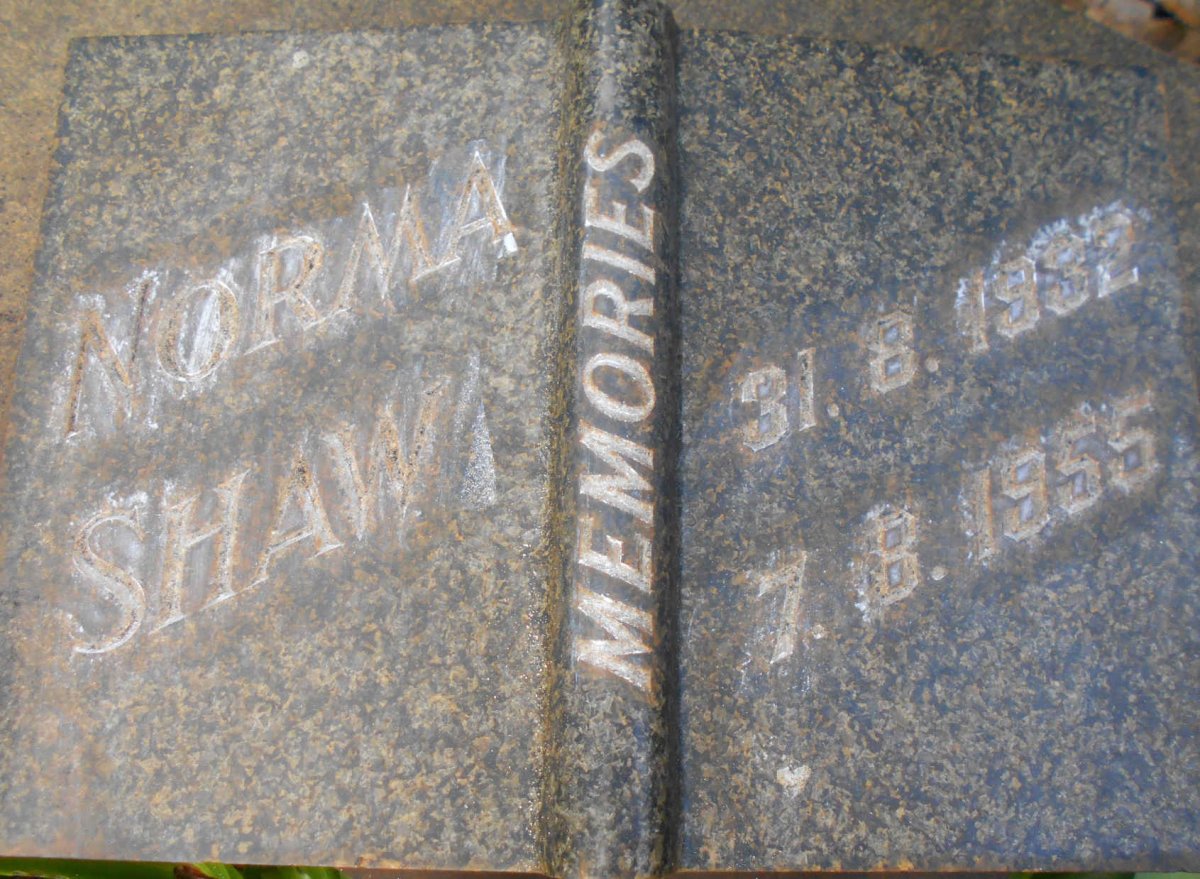 NORMA
SHAW
MEMORIES
31. 8. 1932
7. 8. 1955